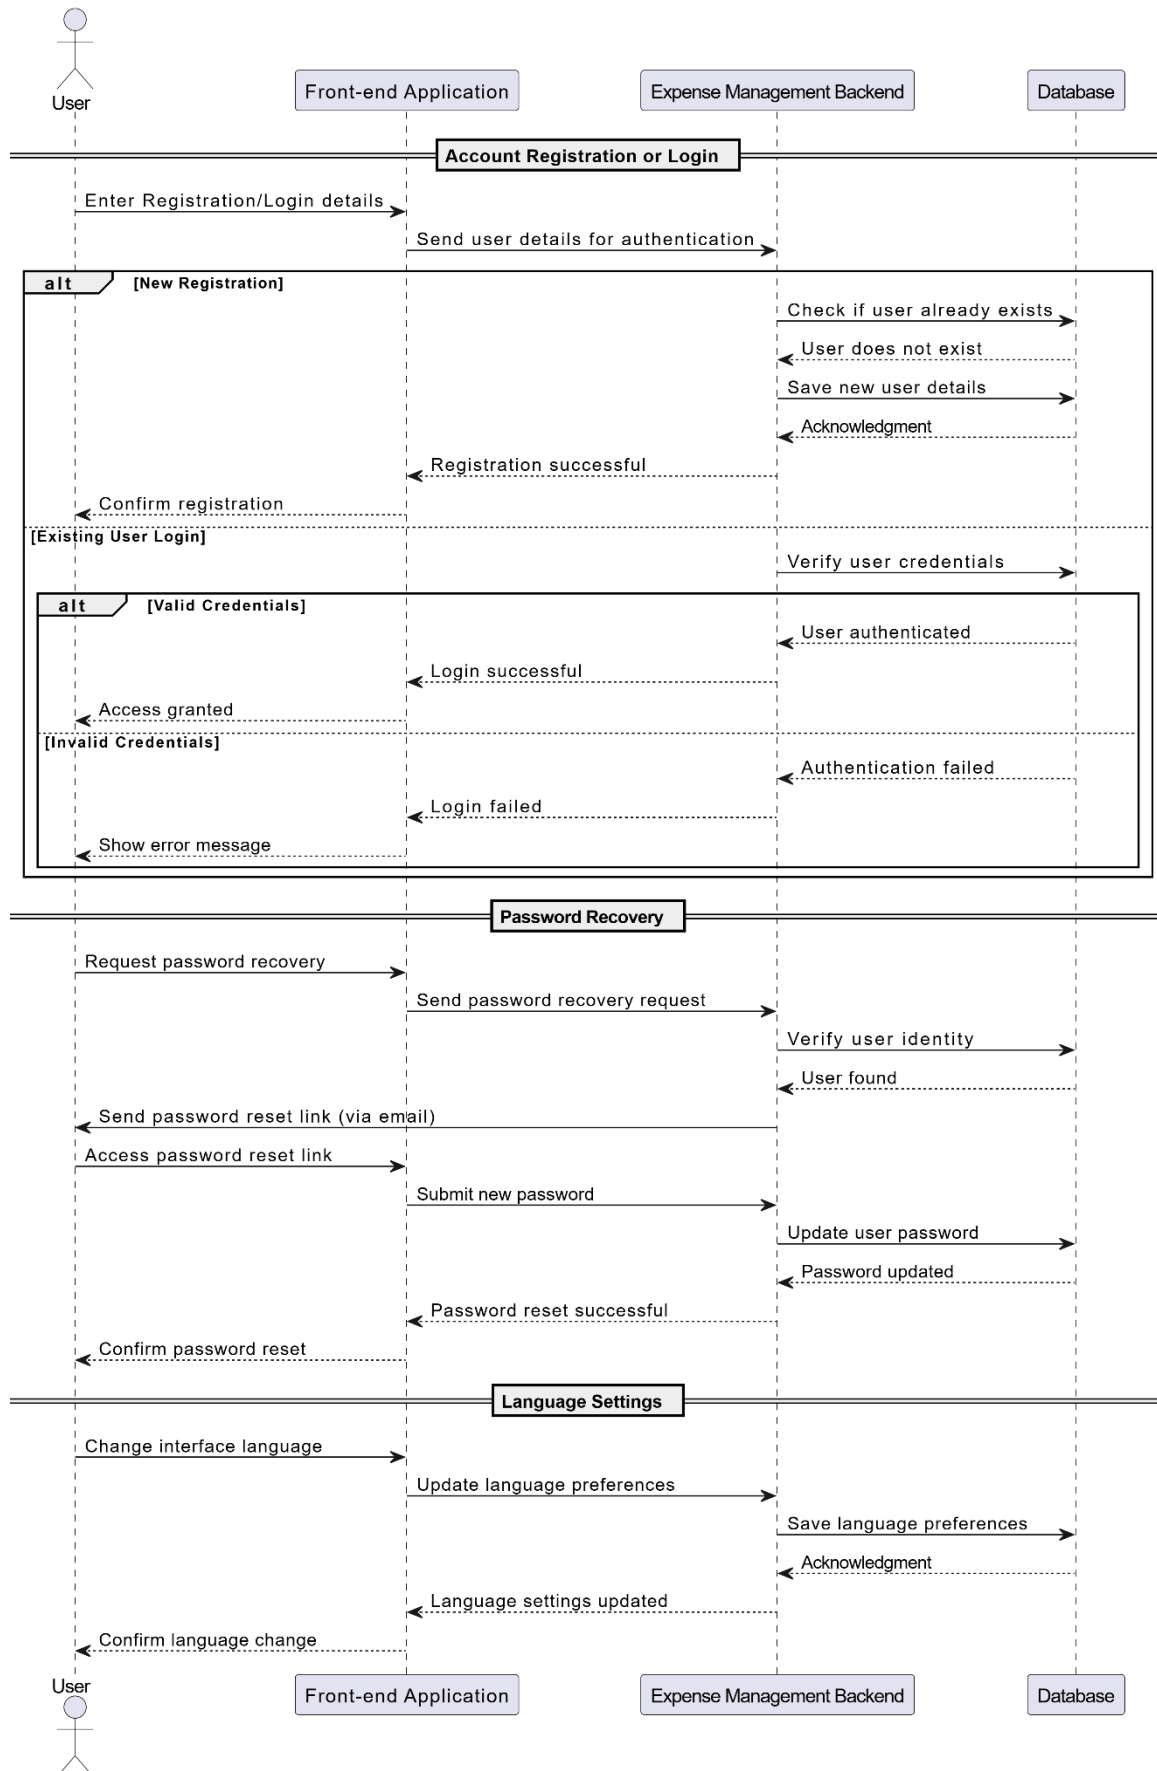 User
Front-end Application
Expense Management Backend
Database
Account Registration or Login
Enter Registration/Login details
Send user details for authentication
alt
[New Registration]
Check if user already exists
User does not exist
Save new user details
Acknowledgment
Registration successful
Confirm registration
[Existing User Login]
Verify user credentials
alt
[Valid Credentials]
User authenticated
Login successful
Access granted
[Invalid Credentials]
Authentication failed
Login failed
Show error message
Password Recovery
Request password recovery
Send password recovery request
Verify user identity
User found
Send password reset link (via email)
Access password reset link
Submit new password
Update user password
Password updated
Password reset successful
Confirm password reset
Language Settings
Change interface language
Update language preferences
Save language preferences
Acknowledgment
Language settings updated
Confirm language change
User
Front-end Application
Expense Management Backend
Database